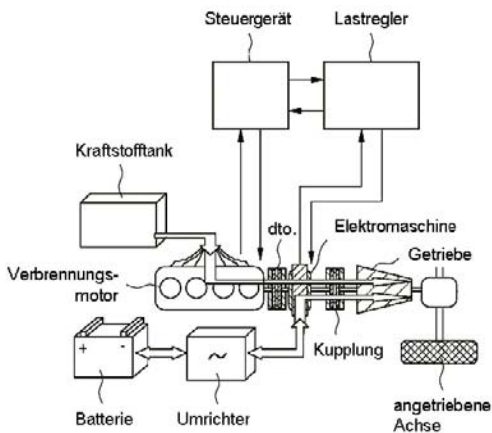 Steuergerät
Lastregler
Kraftstofftank
dto.
Elektromaschine
Getriebe
Verbrennungs-
motor
Kupplung
+ -
~
Batterie
Umrichter
angetriebene
Achse